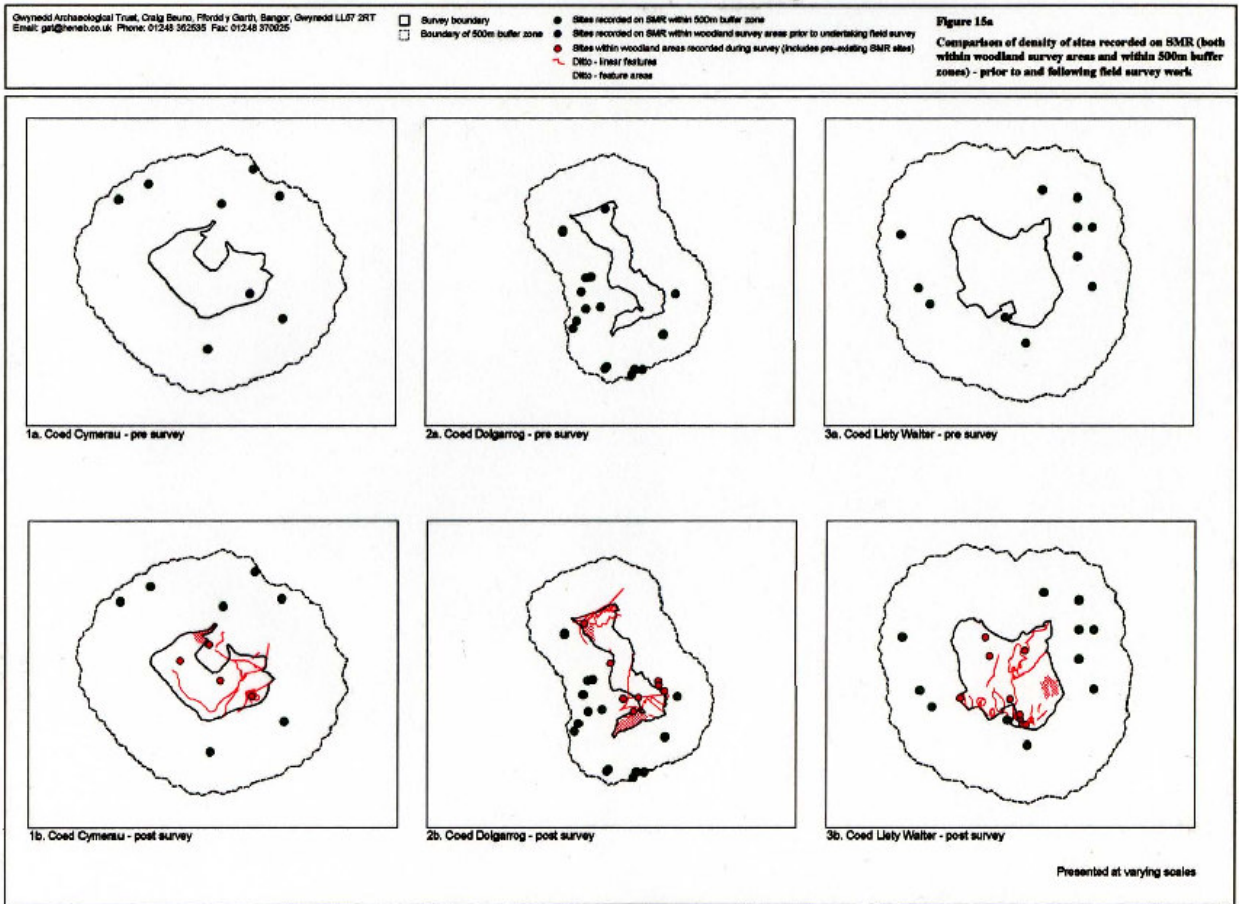 Gwynedd Archaeological Trust, Craig Beuno, Ffordd y Garth, Bangor, Gwynedd LL57 2RT
Email: gat@heneb.co.uk Phone: 01248 352535 Fax: 01248 370925
Survey boundary
Boundary of 500m buffer zone
Sites recorded on SMR within 500m buffer zone
Sites recorded on SMR within woodland survey areas prior to undertaking field survey
Sites within woodland areas recorded during survey (includes pre-existing SMR sites)
Ditto - linear features
Ditto - feature areas
Figure 15a
Comparison of density of sites recorded on SMR (both
within woodland survey areas and within 500m buffer
zones) - prior to and following field survey work
1a. Coed Cymerau - pre survey
2a. Coed Dolgarrog - pre survey
3a. Coed Llety Walter - pre survey
1b. Coed Cymerau - post survey
2b. Coed Dolgarrog - post survey
3b. Coed Llety Walter - post survey
Presented at varying scales